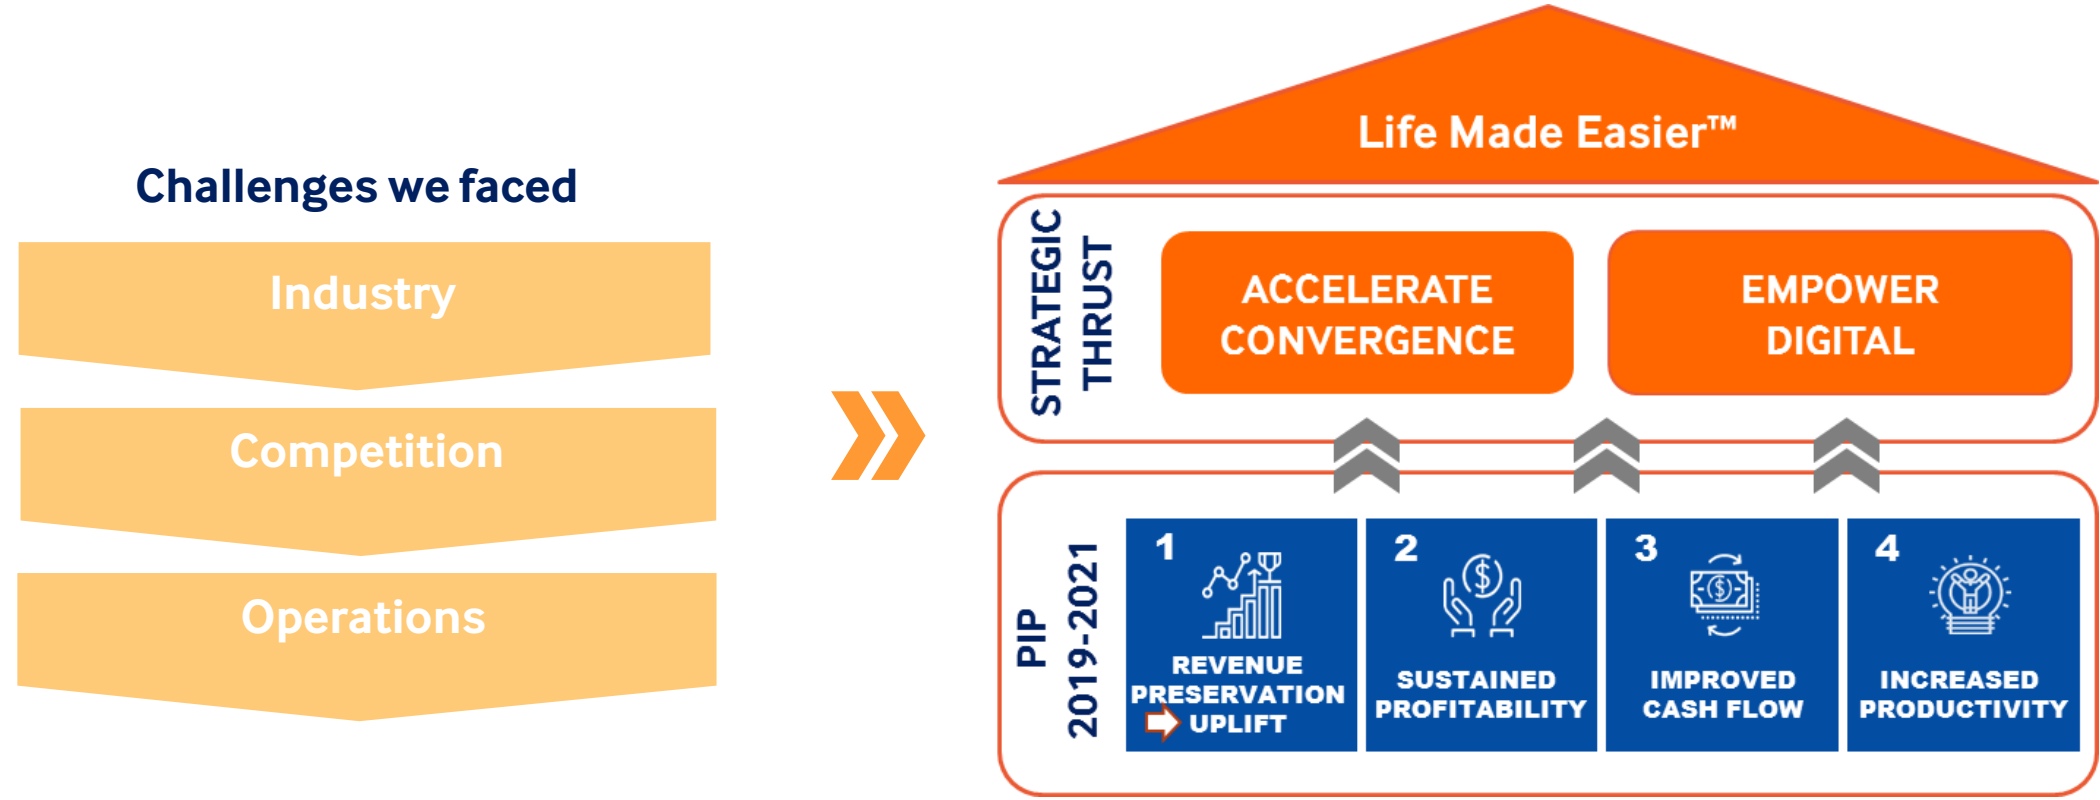 Challenges we faced
Industry
Competition
Operations
Life Made Easier™
STRATEGIC
THRUST
ACCELERATE
CONVERGENCE
EMPOWER
DIGITAL
PIP
2019-2021
1
REVENUE
PRESERVATION
UPLIFT
2
SUSTAINED
PROFITABILITY
3
IMPROVED
CASH FLOW
4
INCREASED
PRODUCTIVITY